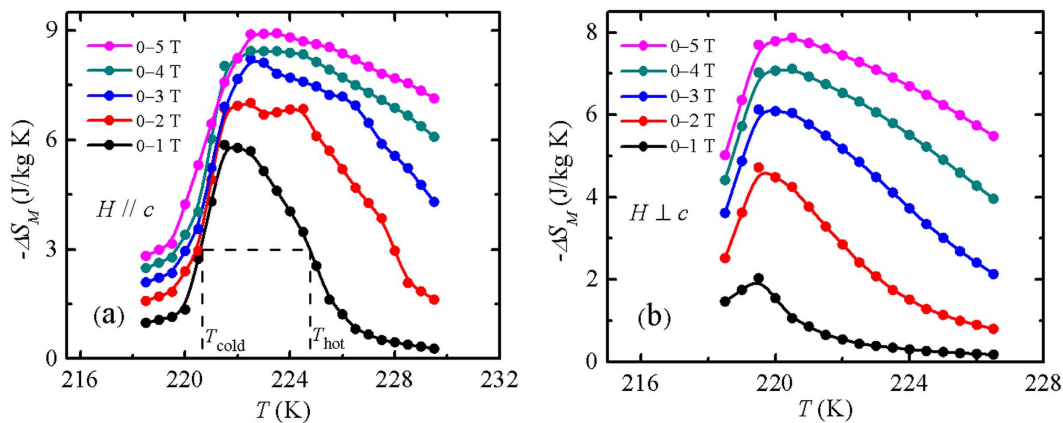 (a)
0–5 T
0–4 T
0–3 T
0–2 T
0–1 T
H // c
T_cold
T_hot
-ΔS_M (J/kg K)
0
3
6
9
216
220
224
228
232
T (K)
(b)
0–5 T
0–4 T
0–3 T
0–2 T
0–1 T
H ⊥ c
-ΔS_M (J/kg K)
0
2
4
6
8
216
220
224
228
T (K)